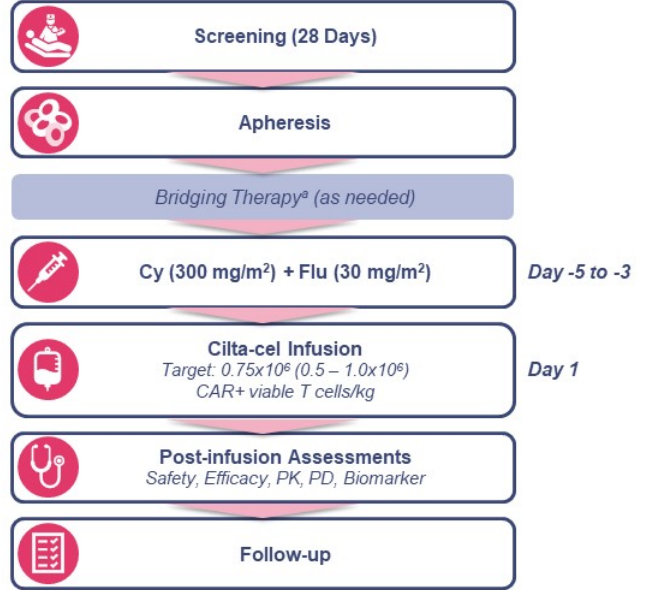 Screening (28 Days)
Apheresis
Bridging Therapyᵃ (as needed)
Cy (300 mg/m²) + Flu (30 mg/m²)
Day -5 to -3
Cilta-cel Infusion
Target: 0.75x10⁶ (0.5 – 1.0x10⁶)
CAR+ viable T cells/kg
Day 1
Post-infusion Assessments
Safety, Efficacy, PK, PD, Biomarker
Follow-up